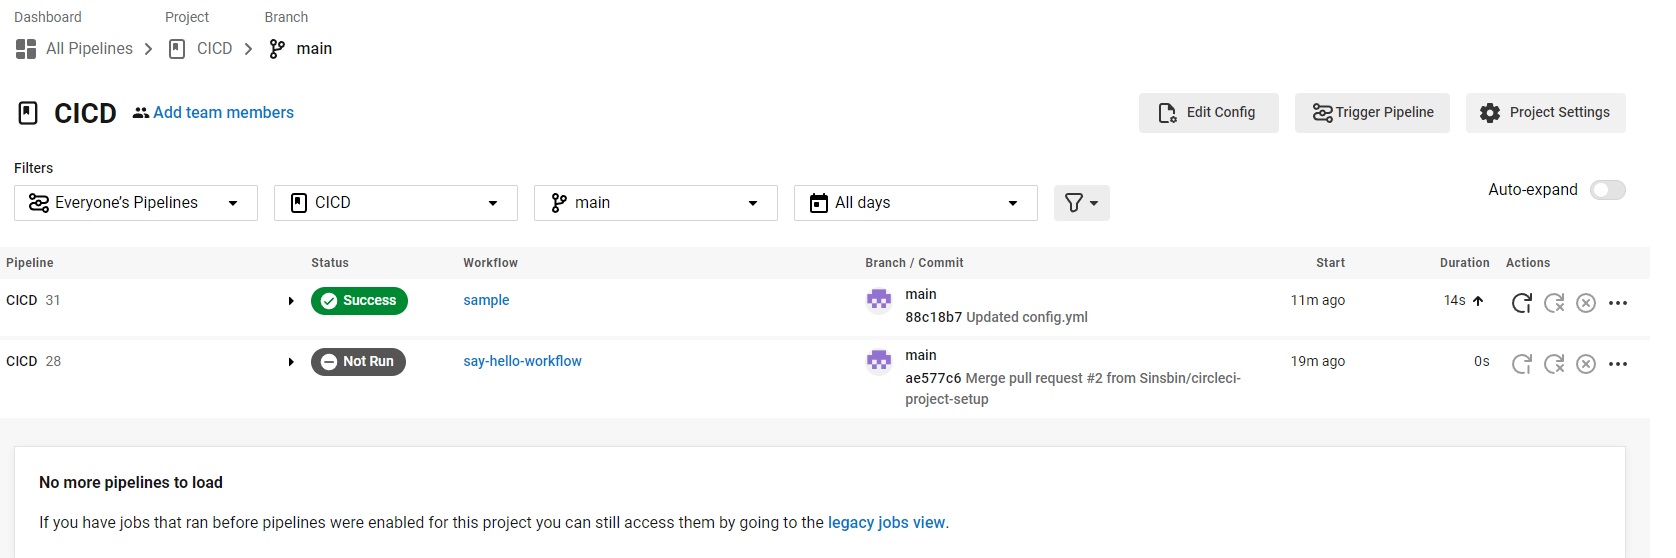 Dashboard Project Branch
All Pipelines CICD main
CICD Add team members Edit Config Trigger Pipeline Project Settings
Filters
Everyone's Pipelines CICD main All days Auto-expand
Pipeline Status Workflow Branch / Commit Start Duration Actions
CICD 31 Success sample main 11m ago 14s
88c18b7 Updated config.yml
CICD 28 Not Run say-hello-workflow main 19m ago 0s
ae577c6 Merge pull request #2 from Sinsbin/circleci-
project-setup
No more pipelines to load
If you have jobs that ran before pipelines were enabled for this project you can still access them by going to the legacy jobs view.